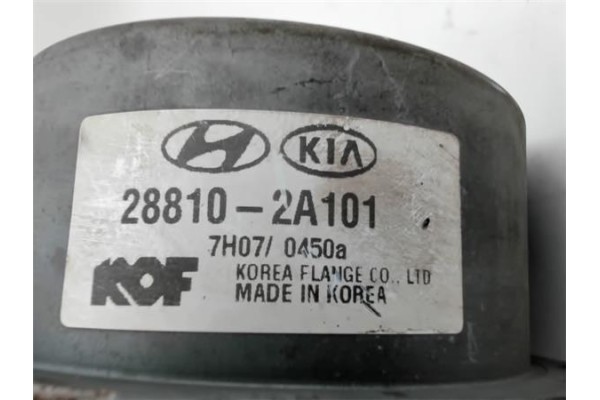 KIA
28810-2A101
7H07/ 0450a
KOF KOREA FLANGE CO., LTD
MADE IN KOREA